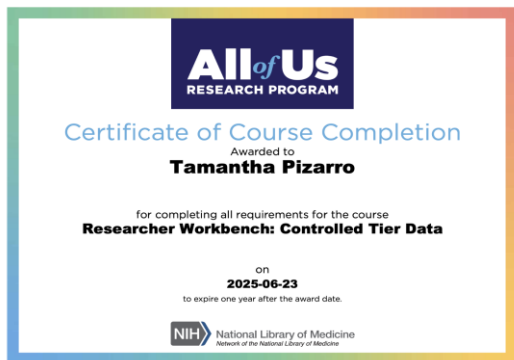 All of Us
RESEARCH PROGRAM
Certificate of Course Completion
Awarded to
Tamantha Pizarro
for completing all requirements for the course
Researcher Workbench: Controlled Tier Data
on
2025-06-23
to expire one year after the award date.
NIH National Library of Medicine
Network of the National Library of Medicine